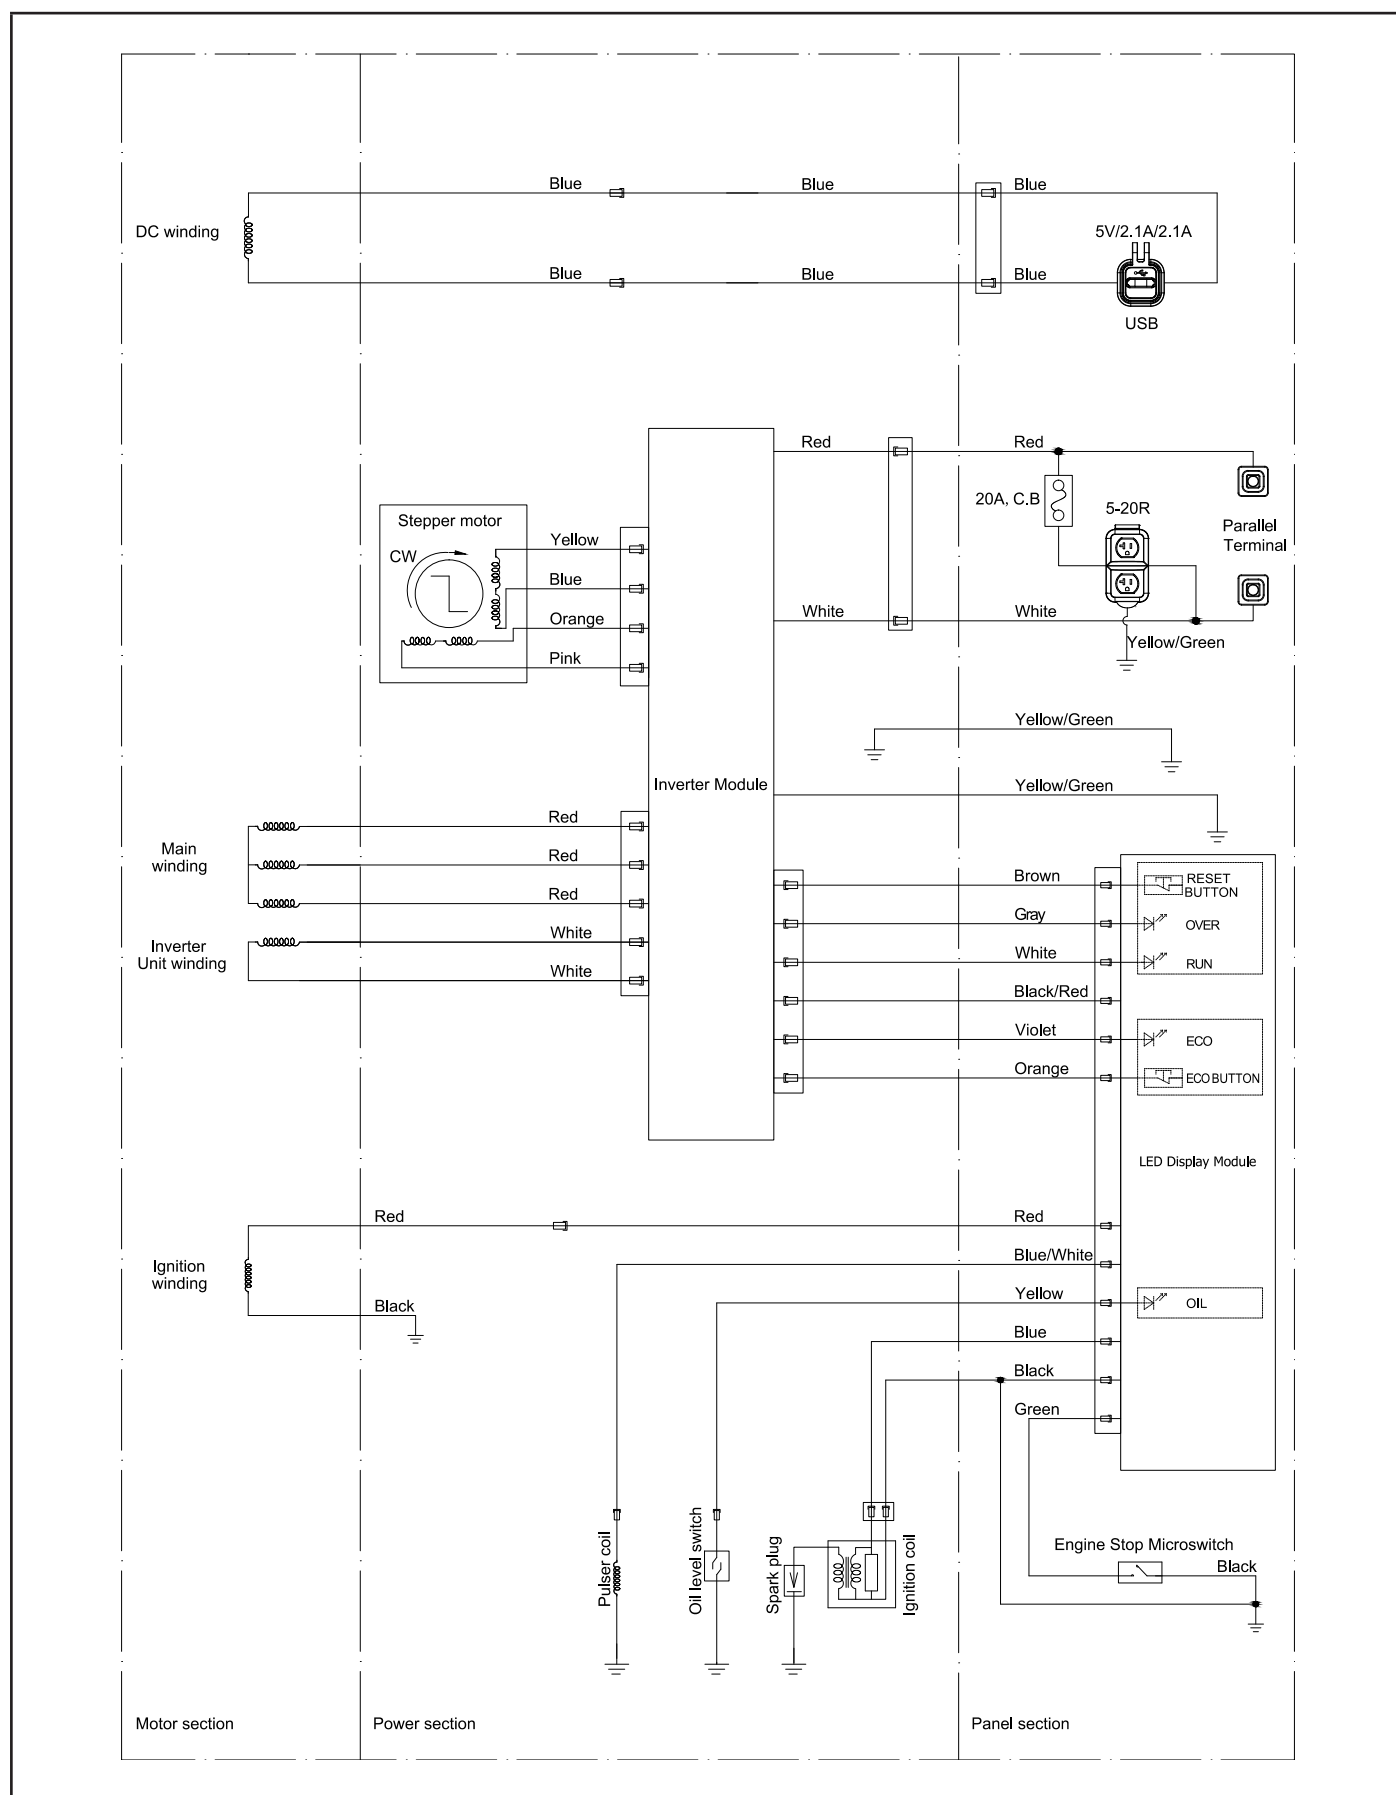 Blue
Blue
Blue
DC winding
5V/2.1A/2.1A
Blue
Blue
Blue
USB
Red
Red
20A, C.B
5-20R
Stepper motor
CW
Parallel
Terminal
Yellow
Blue
Orange
Pink
White
White
Yellow/Green
Yellow/Green
Inverter Module
Yellow/Green
Main
winding
Red
Red
Red
Inverter
Unit winding
White
White
Brown
RESET
BUTTON
Gray
OVER
White
RUN
Black/Red
Violet
ECO
Orange
ECO BUTTON
LED Display Module
Red
Red
Ignition
winding
Blue/White
Black
Yellow
OIL
Blue
Black
Green
Pulser coil
Oil level switch
Spark plug
Ignition coil
Engine Stop Microswitch
Black
Motor section
Power section
Panel section